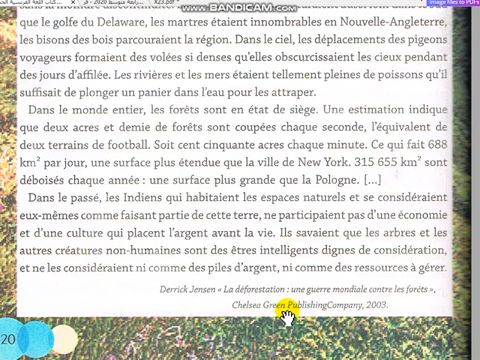 WWW.BANDICAM.COM
Image files to PDFs
*X23.pdf
que le golfe du Delaware, les martres étaient innombrables en Nouvelle-Angleterre,
les bisons des bois peuplaient la région. Dans le ciel, les déplacements des pigeons
voyageurs formaient des volées si denses qu'elles obscurcissaient les cieux pendant
des jours d'affilée. Les rivières et les mers étaient tellement pleines de poissons qu'il
suffisait de plonger un panier dans l'eau pour les attraper.
Dans le monde entier, les forêts sont en état de siège. Une estimation indique
que deux acres et demie de forêts sont coupées chaque seconde, l'équivalent de
deux terrains de football. Soit cent cinquante acres chaque minute. Ce qui fait 688
km² par jour, une surface plus étendue que la ville de New York. 315 655 km² sont
déboisés chaque année : une surface plus grande que la Pologne. [...]
Dans le passé, les Indiens qui habitaient les espaces naturels et se considéraient
eux-mêmes comme faisant partie de cette terre, ne participaient pas d'une économie
et d'une culture qui placent l'argent avant la vie. Ils savaient que les arbres et les
autres créatures non-humaines sont des êtres intelligents dignes de considération,
et ne les considéraient ni comme des piles d'argent, ni comme des ressources à gérer.
Derrick Jensen « La déforestation : une guerre mondiale contre les forêts »,
Chelsea Green PublishingCompany, 2003.
20